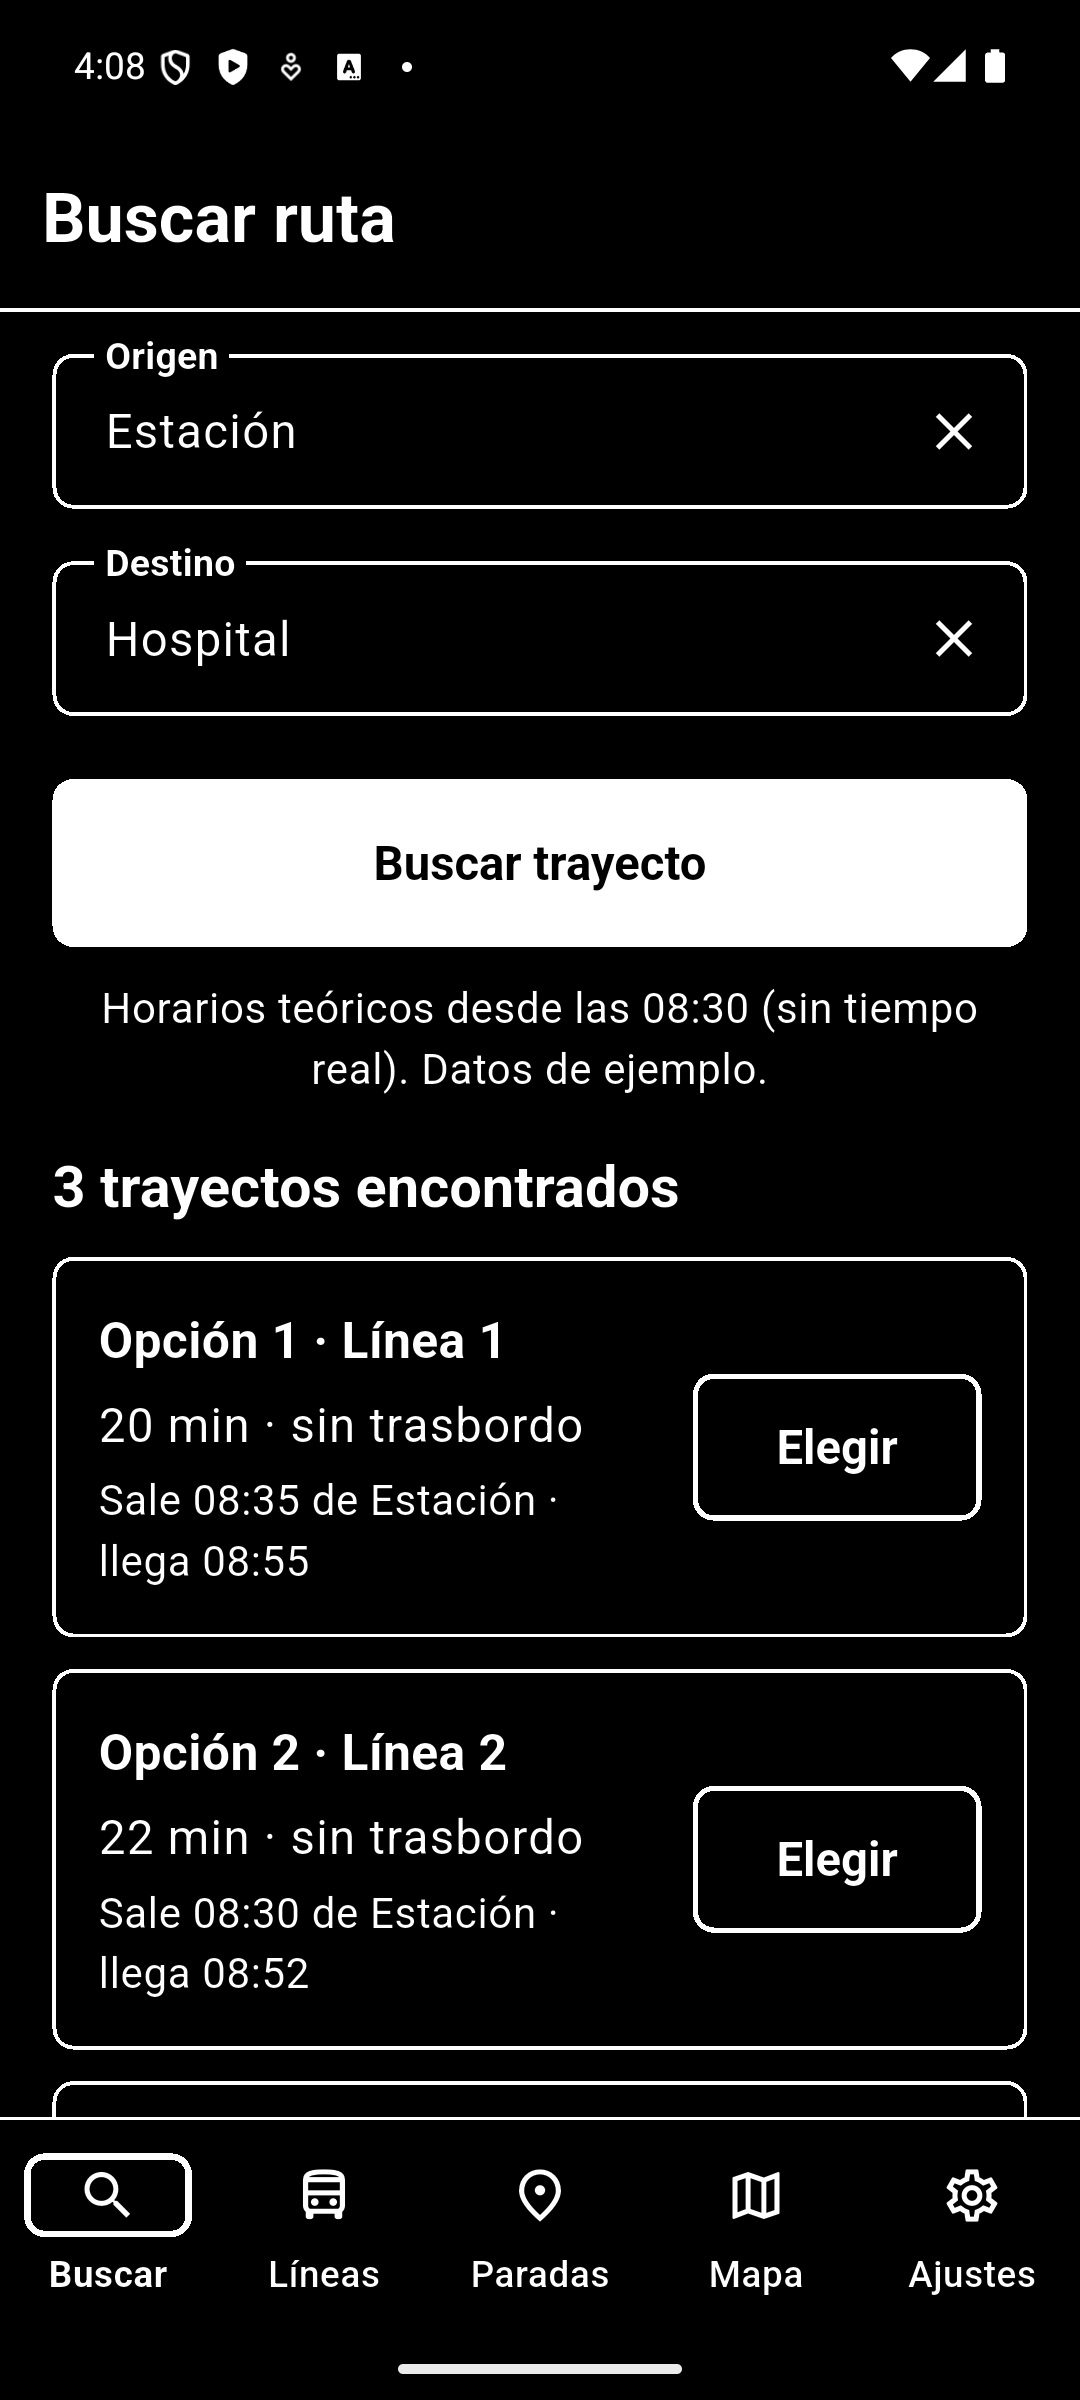 4:08
Buscar ruta
Origen
Estación
Destino
Hospital
Buscar trayecto
Horarios teóricos desde las 08:30 (sin tiempo
real). Datos de ejemplo.
3 trayectos encontrados
Opción 1 · Línea 1
20 min · sin trasbordo
Sale 08:35 de Estación ·
llega 08:55
Elegir
Opción 2 · Línea 2
22 min · sin trasbordo
Sale 08:30 de Estación ·
llega 08:52
Elegir
Buscar
Líneas
Paradas
Mapa
Ajustes